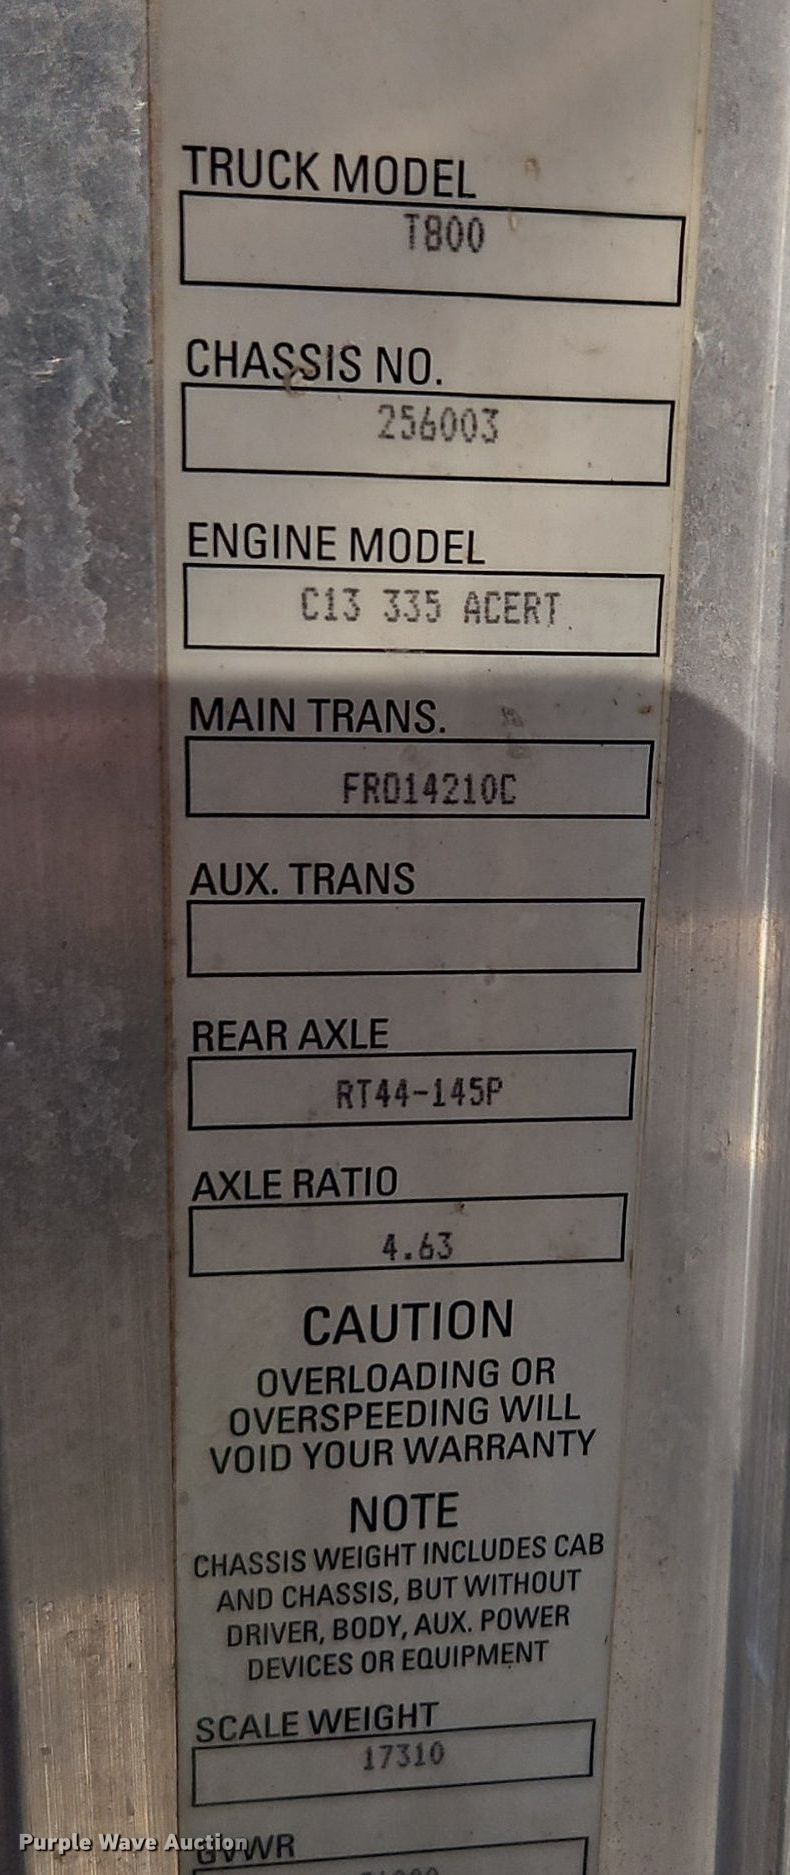 TRUCK MODEL
T800
CHASSIS NO.
256003
ENGINE MODEL
C13 335 ACERT
MAIN TRANS.
FRO14210C
AUX. TRANS
REAR AXLE
RT44-145P
AXLE RATIO
4.63
CAUTION
OVERLOADING OR
OVERSPEEDING WILL
VOID YOUR WARRANTY
NOTE
CHASSIS WEIGHT INCLUDES CAB
AND CHASSIS, BUT WITHOUT
DRIVER, BODY, AUX. POWER
DEVICES OR EQUIPMENT
SCALE WEIGHT
17310
GVWR
Purple Wave Auction